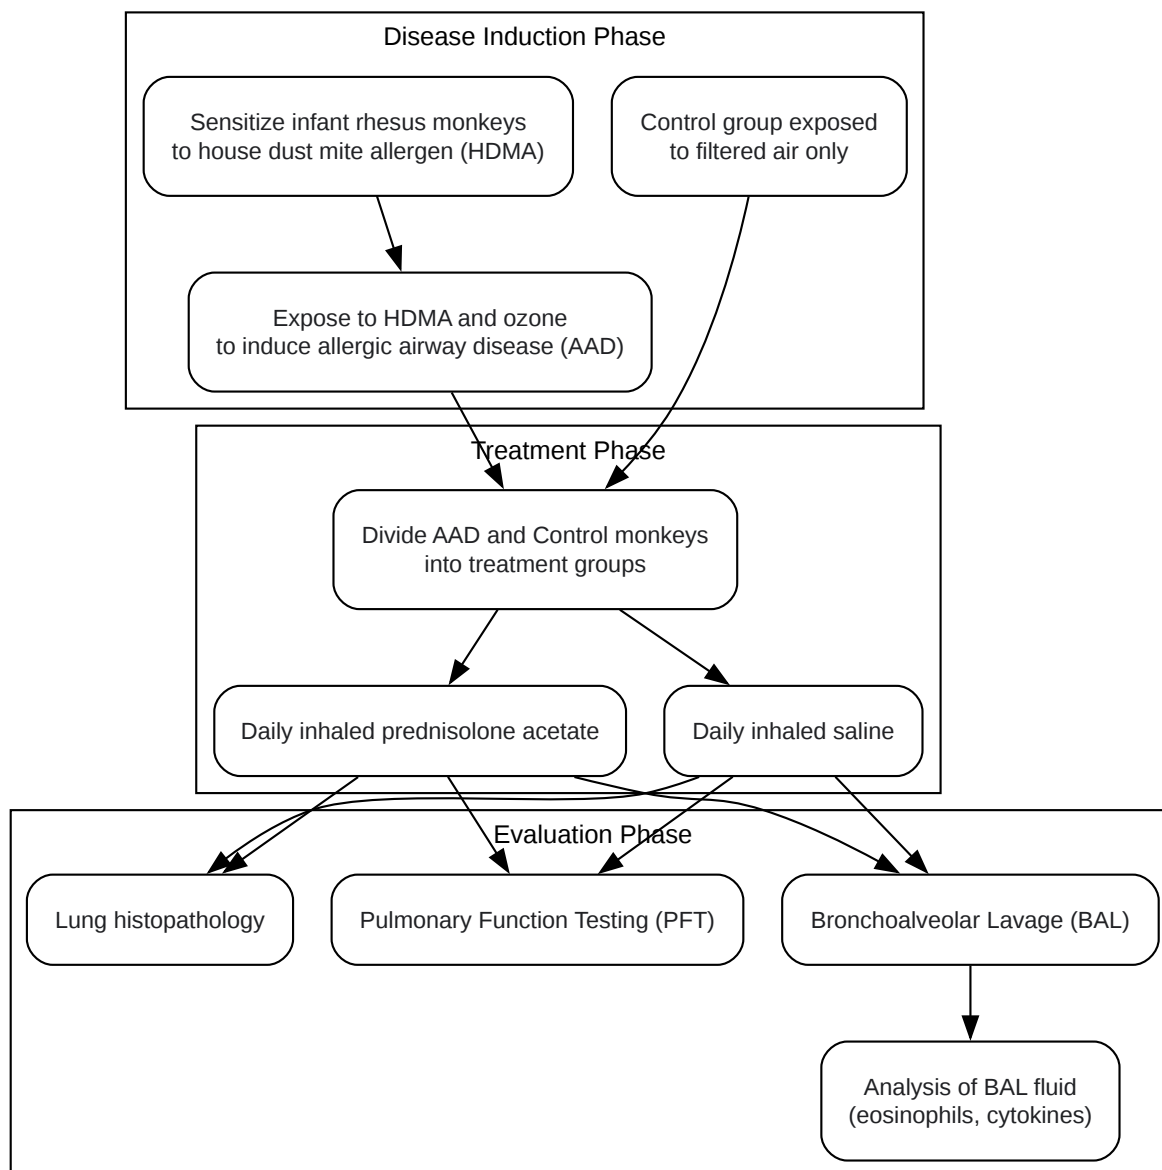 Disease Induction Phase
Sensitize infant rhesus monkeys
to house dust mite allergen (HDMA)
Control group exposed
to filtered air only
Expose to HDMA and ozone
to induce allergic airway disease (AAD)
Treatment Phase
Divide AAD and Control monkeys
into treatment groups
Daily inhaled prednisolone acetate
Daily inhaled saline
Evaluation Phase
Lung histopathology
Pulmonary Function Testing (PFT)
Bronchoalveolar Lavage (BAL)
Analysis of BAL fluid
(eosinophils, cytokines)